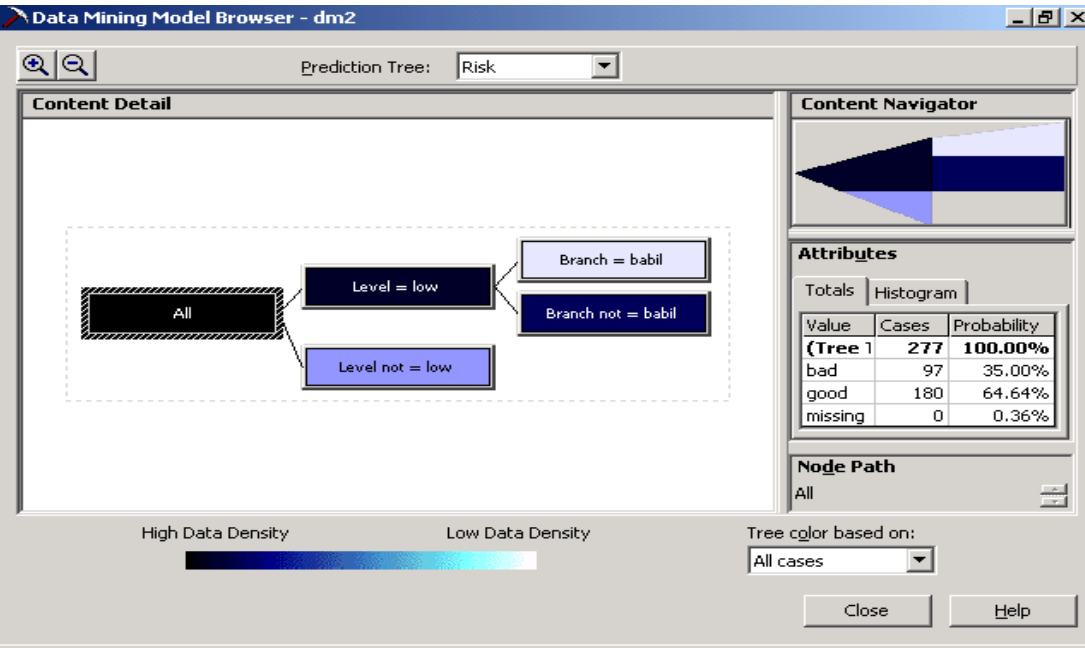 Data Mining Model Browser - dm2
Prediction Tree: Risk
Content Detail
All
Level = low
Level not = low
Branch = babil
Branch not = babil
High Data Density Low Data Density
Content Navigator
Attributes
Totals Histogram
Value Cases Probability
(Tree T 277 100.00%
bad 97 35.00%
good 180 64.64%
missing 0 0.36%
Node Path
All
Tree color based on:
All cases
Close Help